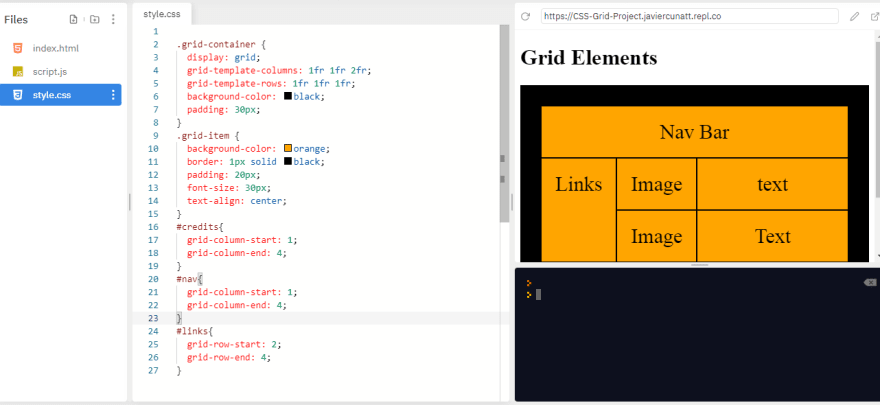 Files
index.html
script.js
style.css
style.css
1
2 .grid-container {
3 display: grid;
4 grid-template-columns: 1fr 1fr 2fr;
5 grid-template-rows: 1fr 1fr 1fr;
6 background-color: black;
7 padding: 30px;
8 }
9 .grid-item {
10 background-color: orange;
11 border: 1px solid black;
12 padding: 20px;
13 font-size: 30px;
14 text-align: center;
15 }
16 #credits{
17 grid-column-start: 1;
18 grid-column-end: 4;
19 }
20 #nav{
21 grid-column-start: 1;
22 grid-column-end: 4;
23 }
24 #links{
25 grid-row-start: 2;
26 grid-row-end: 4;
27 }
https://CSS-Grid-Project.javiercunatt.repl.co
Grid Elements
Nav Bar
Links Image text
Image Text